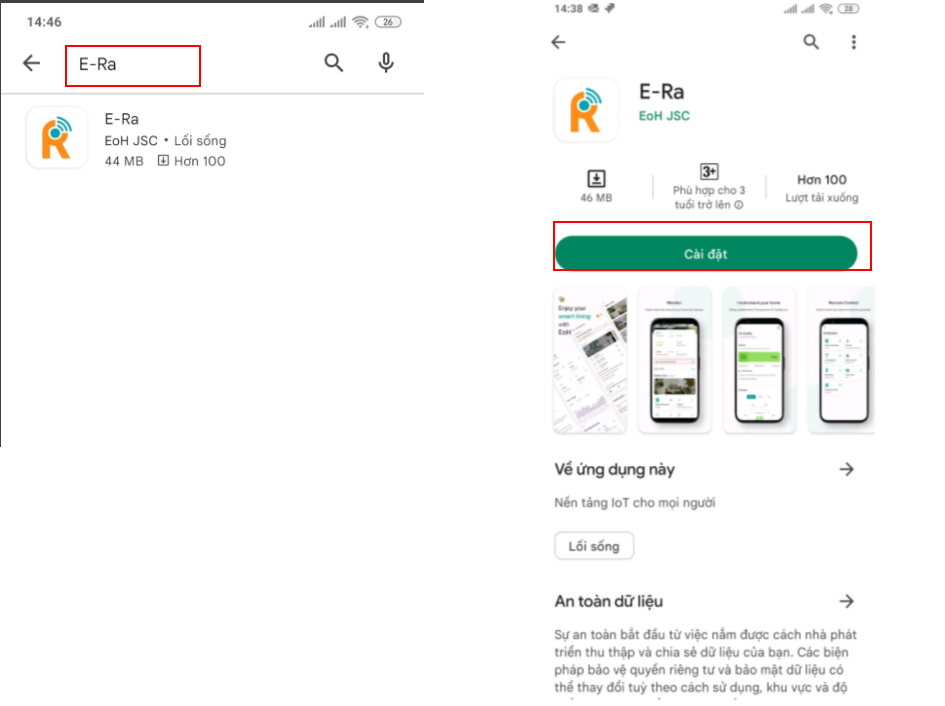 14:46
26
E-Ra
E-Ra
EoH JSC • Lối sống
44 MB Hơn 100
14:38
28
E-Ra
EoH JSC
46 MB
3+
Phù hợp cho 3
tuổi trở lên
Hơn 100
Lượt tải xuống
Cài đặt
Enjoy your
smart living
with
EoH
Monitor
Understand your home
Remote Control
Về ứng dụng này
Nền tảng IoT cho mọi người
Lối sống
An toàn dữ liệu
Sự an toàn bắt đầu từ việc nắm được cách nhà phát
triển thu thập và chia sẻ dữ liệu của bạn. Các biện
pháp bảo vệ quyền riêng tư và bảo mật dữ liệu có
thể thay đổi tuỳ theo cách sử dụng, khu vực và độ